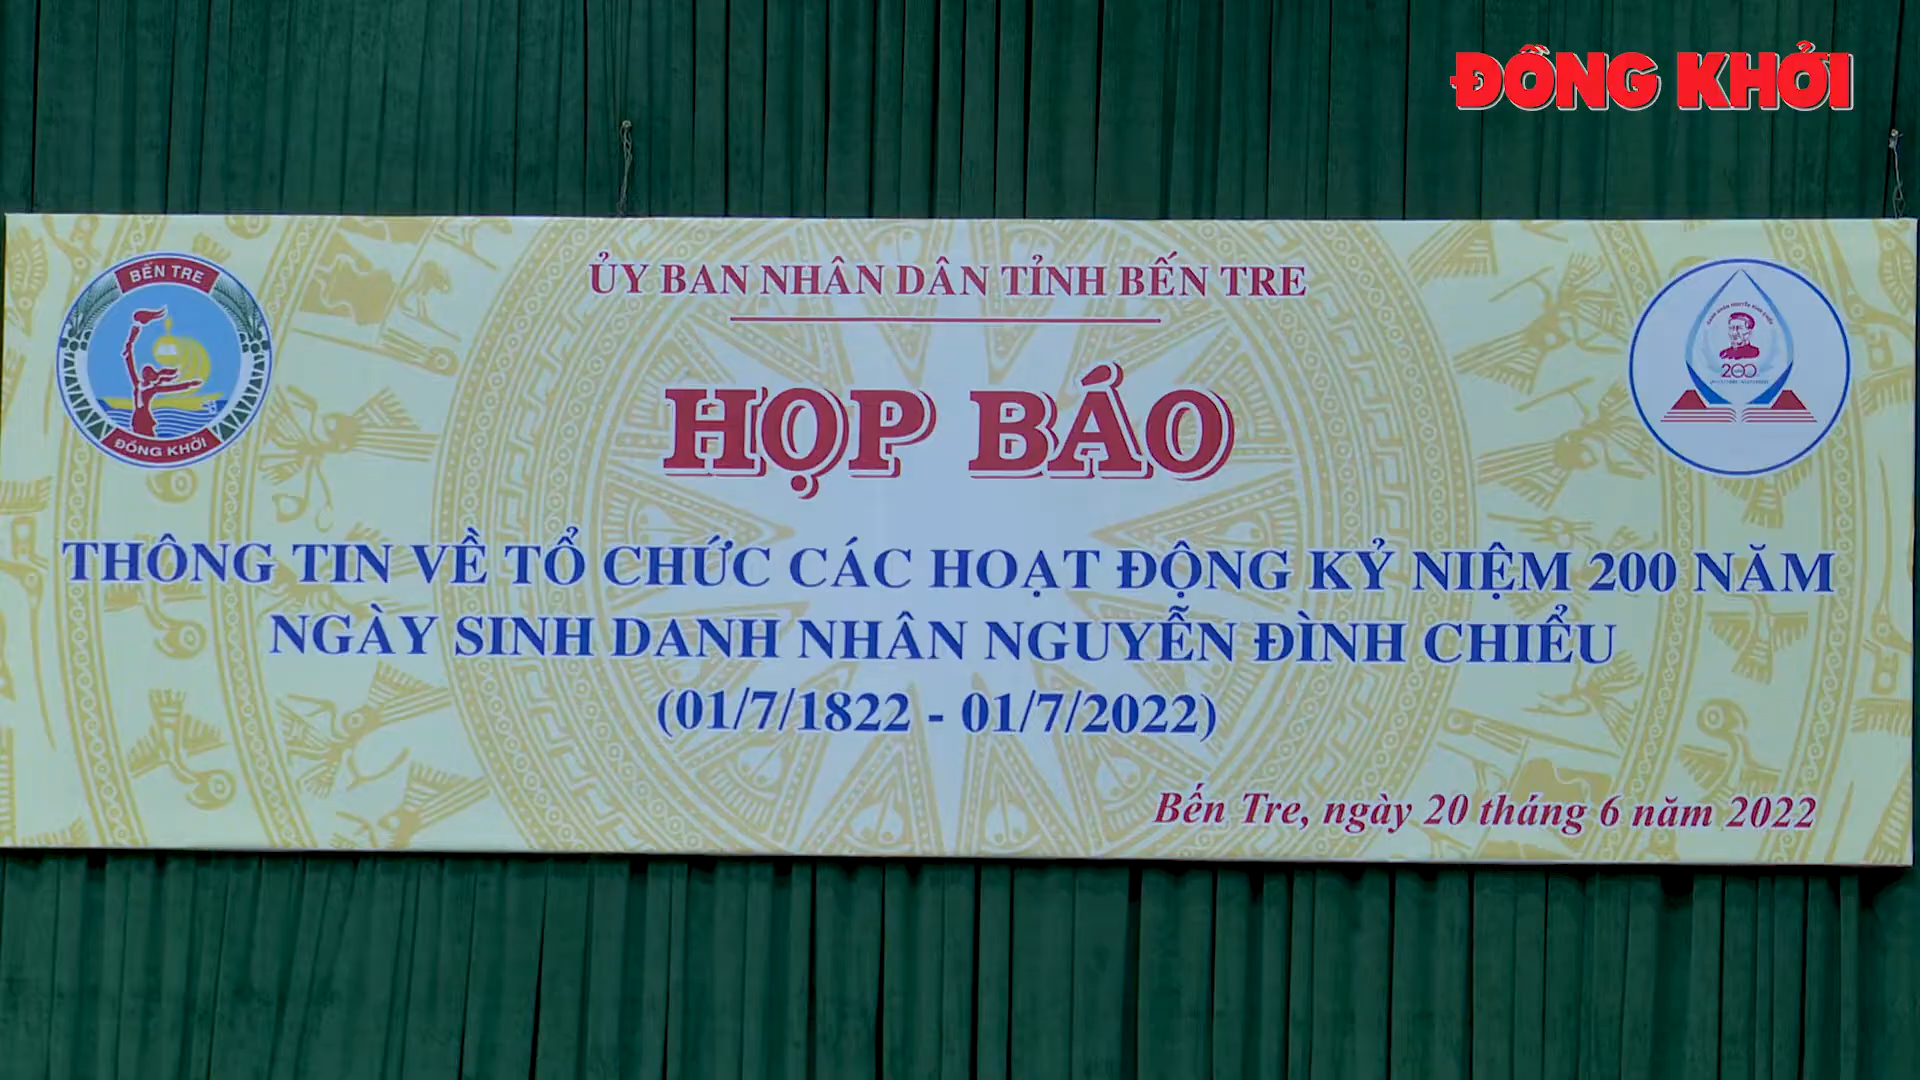 ĐỒNG KHỞI
ỦY BAN NHÂN DÂN TỈNH BẾN TRE
BẾN TRE
ĐỒNG KHỞI
200
HỌP BÁO
THÔNG TIN VỀ TỔ CHỨC CÁC HOẠT ĐỘNG KỶ NIỆM 200 NĂM
NGÀY SINH DANH NHÂN NGUYỄN ĐÌNH CHIỂU
(01/7/1822 - 01/7/2022)
Bến Tre, ngày 20 tháng 6 năm 2022